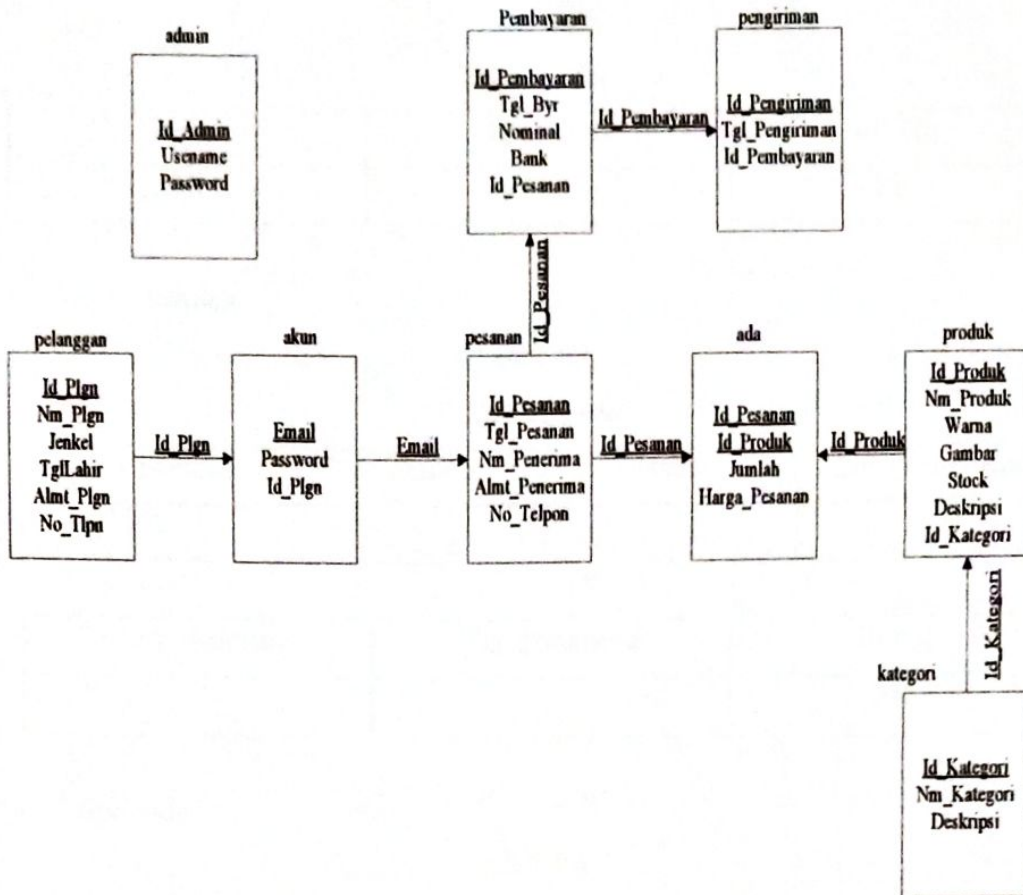 admin
Id_Admin
Usename
Password
Pembayaran
Id_Pembayaran
Tgl_Byr
Nominal
Bank
Id_Pesanan
Id_Pembayaran
pengiriman
Id_Pengiriman
Tgl_Pengiriman
Id_Pembayaran
Id_Pesanan
pelanggan
Id_Plgn
Nm_Plgn
Jenkel
TglLahir
Almt_Plgn
No_Tlpn
Id_Plgn
akun
Email
Password
Id_Plgn
Email
pesanan
Id_Pesanan
Tgl_Pesanan
Nm_Penerima
Almt_Penerima
No_Telpon
Id_Pesanan
ada
Id_Pesanan
Id_Produk
Jumlah
Harga_Pesanan
Id_Produk
produk
Id_Produk
Nm_Produk
Warna
Gambar
Stock
Deskripsi
Id_Kategori
Id_Kategori
kategori
Id_Kategori
Nm_Kategori
Deskripsi